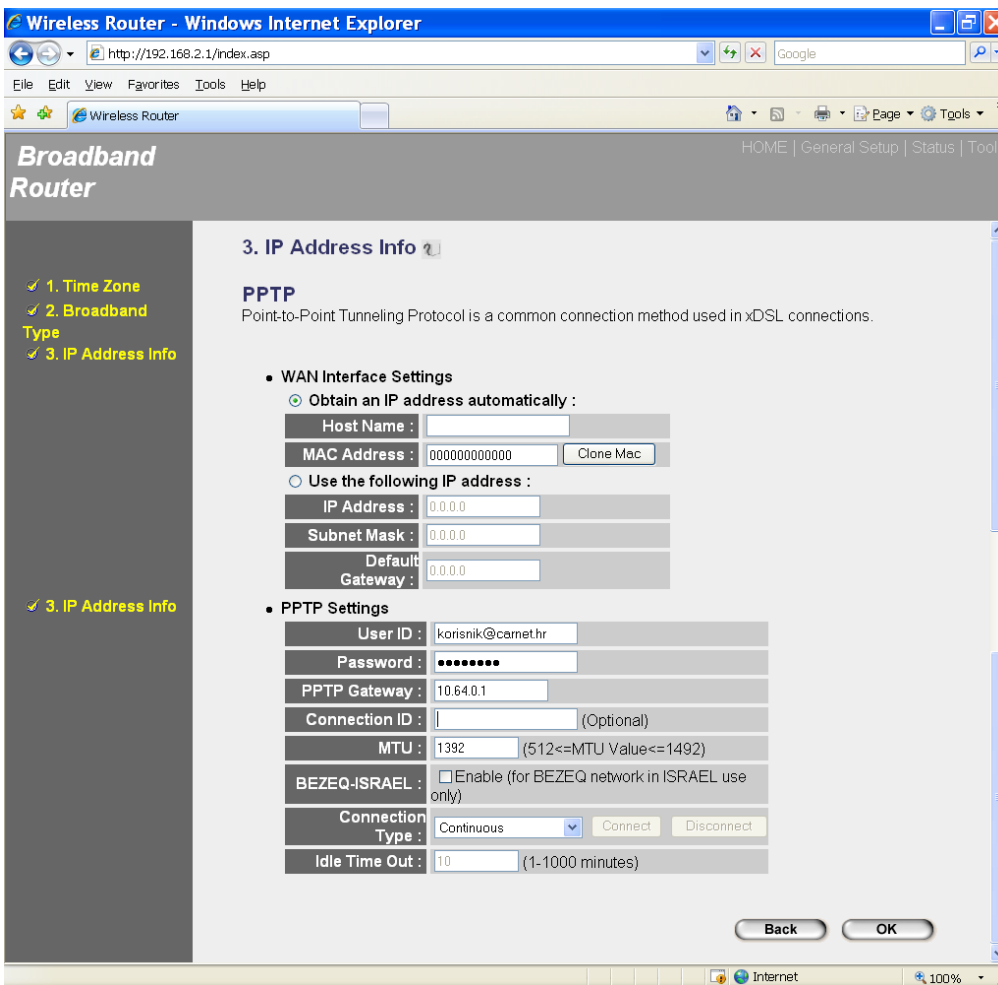 Wireless Router - Windows Internet Explorer
http://192.168.2.1/index.asp
Google
File Edit View Favorites Tools Help
Wireless Router
Page Tools
Broadband Router
HOME | General Setup | Status | Tool
1. Time Zone
2. Broadband Type
3. IP Address Info
3. IP Address Info
3. IP Address Info
PPTP
Point-to-Point Tunneling Protocol is a common connection method used in xDSL connections.
WAN Interface Settings
Obtain an IP address automatically :
Host Name :
MAC Address : 000000000000 Clone Mac
Use the following IP address :
IP Address : 0.0.0.0
Subnet Mask : 0.0.0.0
Default Gateway : 0.0.0.0
PPTP Settings
User ID : korisnik@carnet.hr
Password : ●●●●●●●●
PPTP Gateway : 10.64.0.1
Connection ID : (Optional)
MTU : 1392 (512<=MTU Value<=1492)
BEZEQ-ISRAEL : Enable (for BEZEQ network in ISRAEL use only)
Connection Type : Continuous Connect Disconnect
Idle Time Out : 10 (1-1000 minutes)
Back OK
Internet 100%